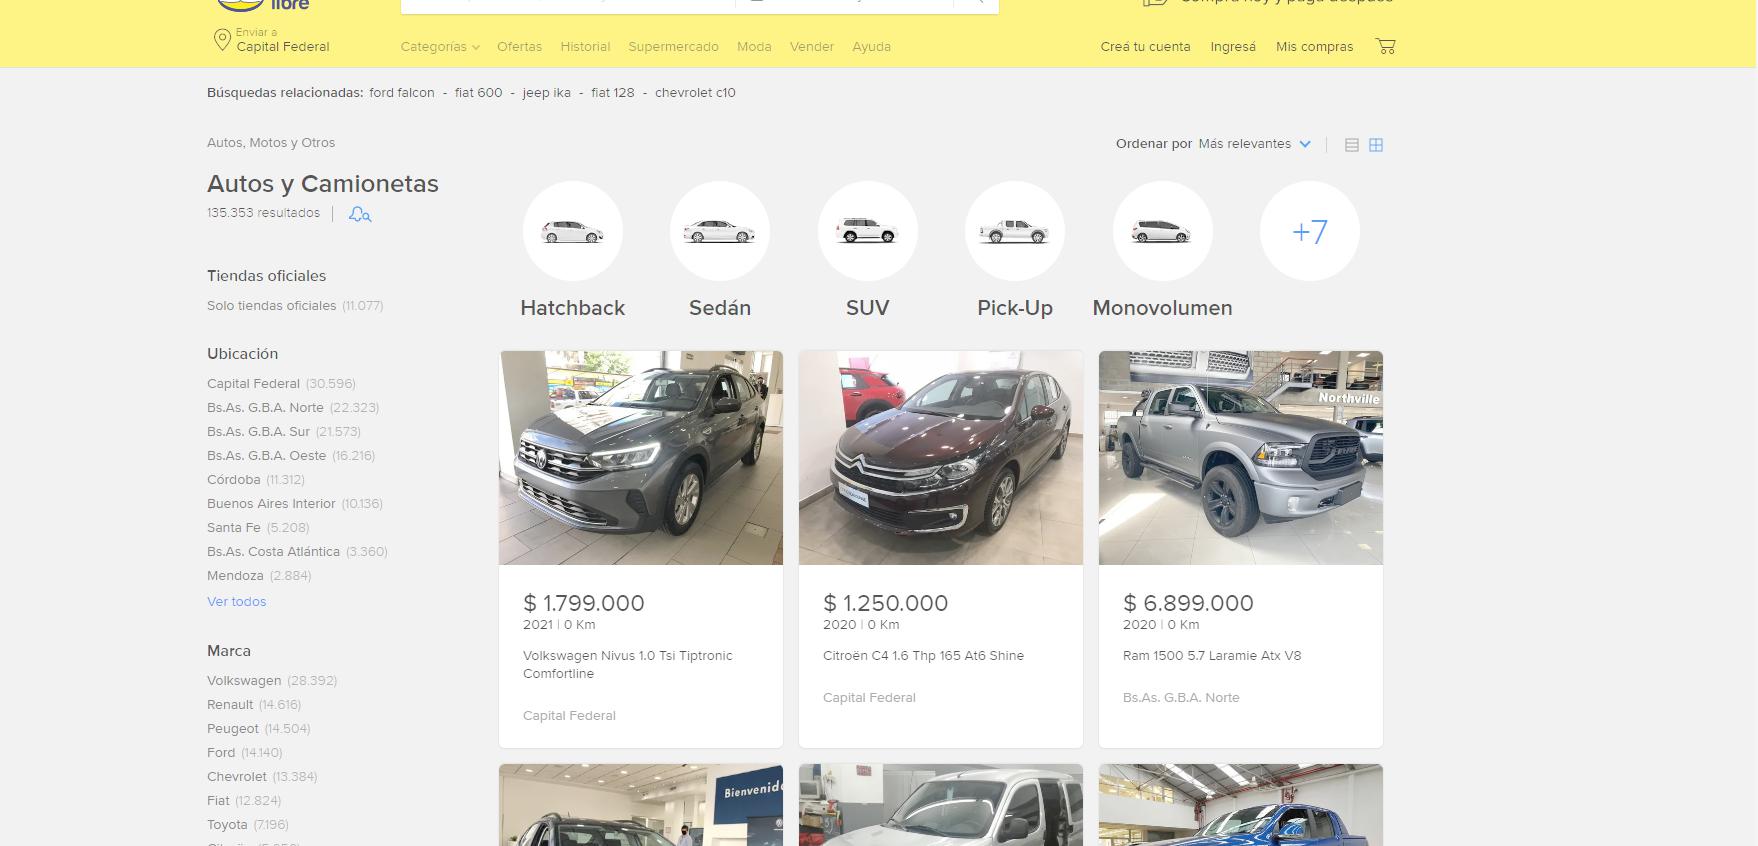 libre
Compra hoy y paga después
Enviar a
Capital Federal
Categorías Ofertas Historial Supermercado Moda Vender Ayuda
Creá tu cuenta Ingresá Mis compras
Búsquedas relacionadas: ford falcon - fiat 600 - jeep ika - fiat 128 - chevrolet c10
Autos, Motos y Otros
Ordenar por Más relevantes
Autos y Camionetas
135.353 resultados
+7
Hatchback Sedán SUV Pick-Up Monovolumen
Tiendas oficiales
Solo tiendas oficiales (11.077)
Ubicación
Capital Federal (30.596)
Bs.As. G.B.A. Norte (22.323)
Bs.As. G.B.A. Sur (21.573)
Bs.As. G.B.A. Oeste (16.216)
Córdoba (11.312)
Buenos Aires Interior (10.136)
Santa Fe (5.208)
Bs.As. Costa Atlántica (3.360)
Mendoza (2.884)
Ver todos
Marca
Volkswagen (28.392)
Renault (14.616)
Peugeot (14.504)
Ford (14.140)
Chevrolet (13.384)
Fiat (12.824)
Toyota (7.196)
Northville
$ 1.799.000
2021 | 0 Km
Volkswagen Nivus 1.0 Tsi Tiptronic
Comfortline
Capital Federal
$ 1.250.000
2020 | 0 Km
Citroën C4 1.6 Thp 165 At6 Shine
Capital Federal
$ 6.899.000
2020 | 0 Km
Ram 1500 5.7 Laramie Atx V8
Bs.As. G.B.A. Norte
Bienvenido